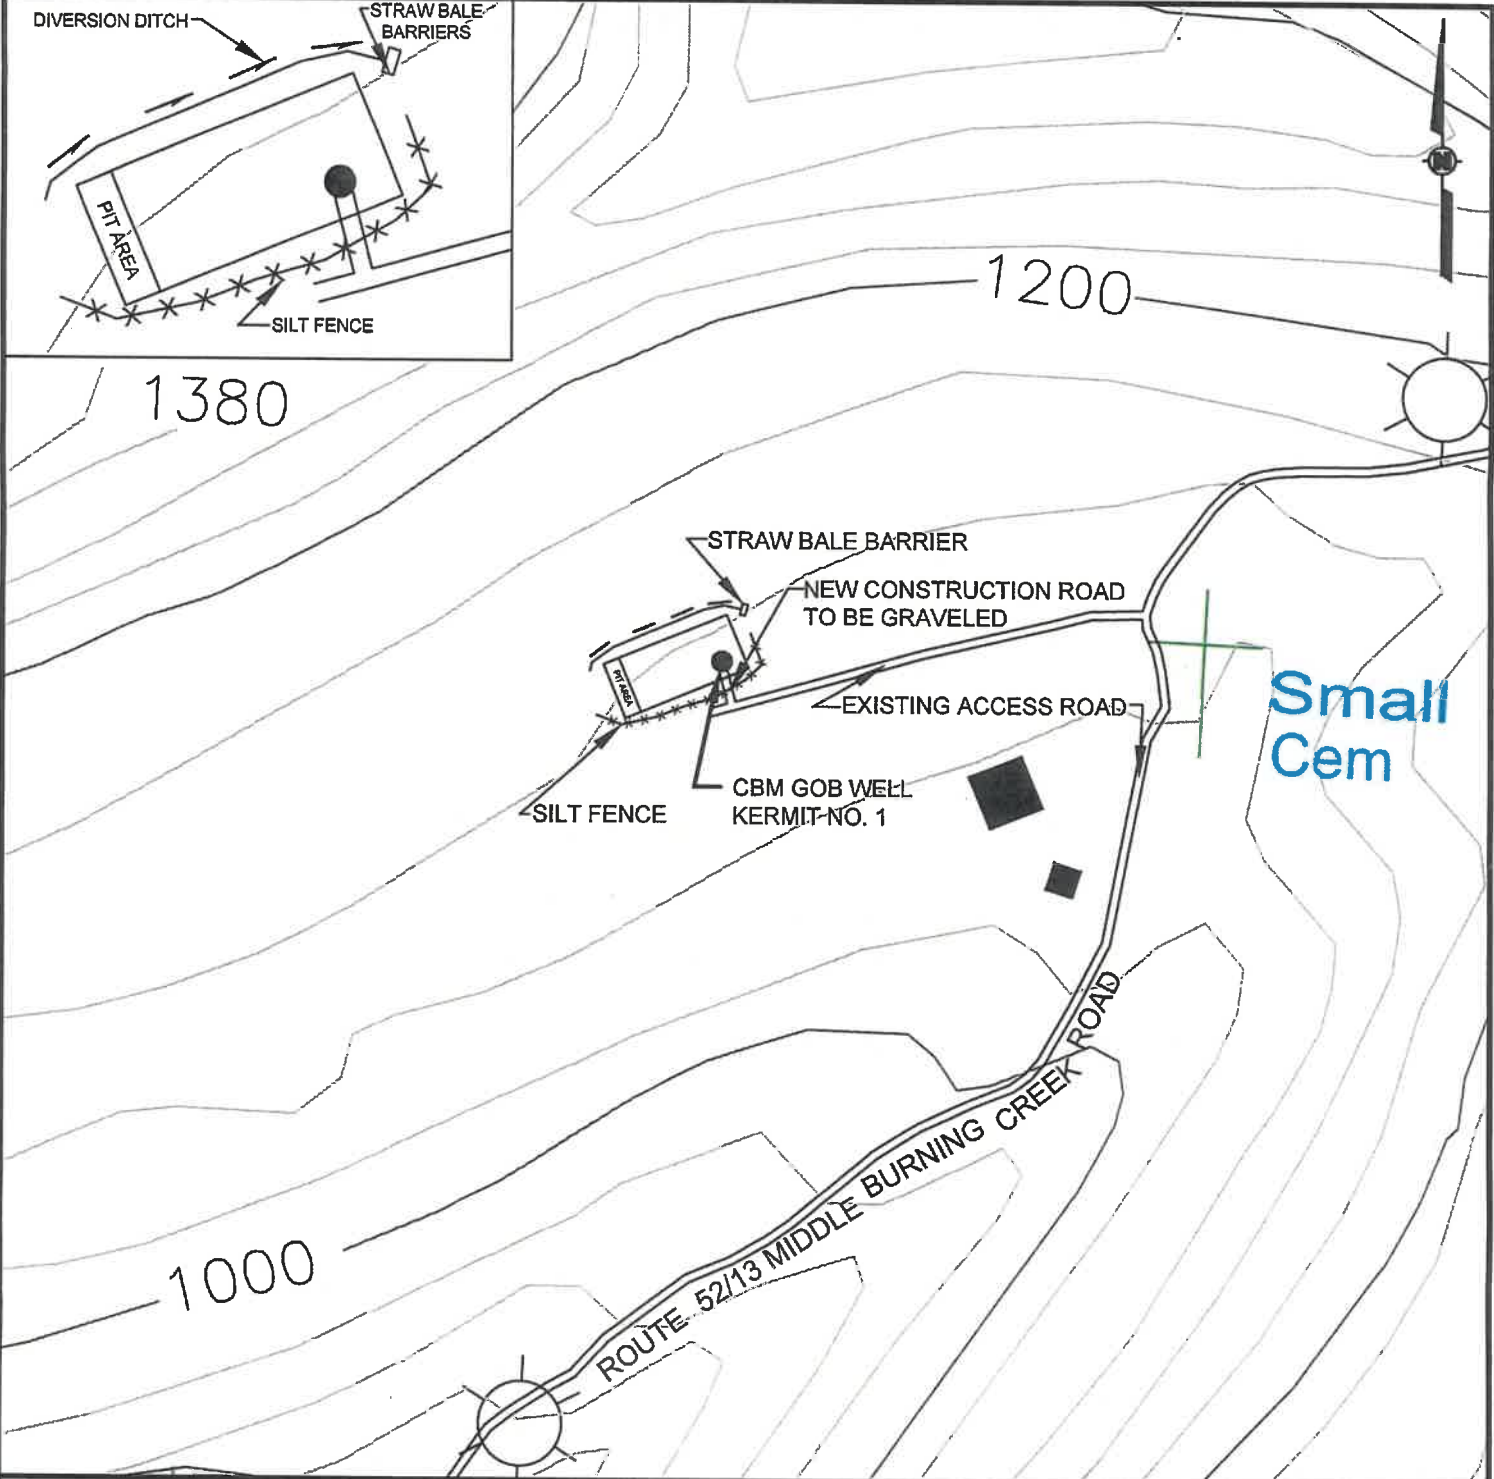 DIVERSION DITCH
STRAW BALE
BARRIERS
PIT AREA
SILT FENCE
N
1380
1200
STRAW BALE BARRIER
NEW CONSTRUCTION ROAD
TO BE GRAVELED
PIT AREA
EXISTING ACCESS ROAD
Small
Cem
SILT FENCE
CBM GOB WELL
KERMIT NO. 1
1000
ROUTE 52/13 MIDDLE BURNING CREEK ROAD